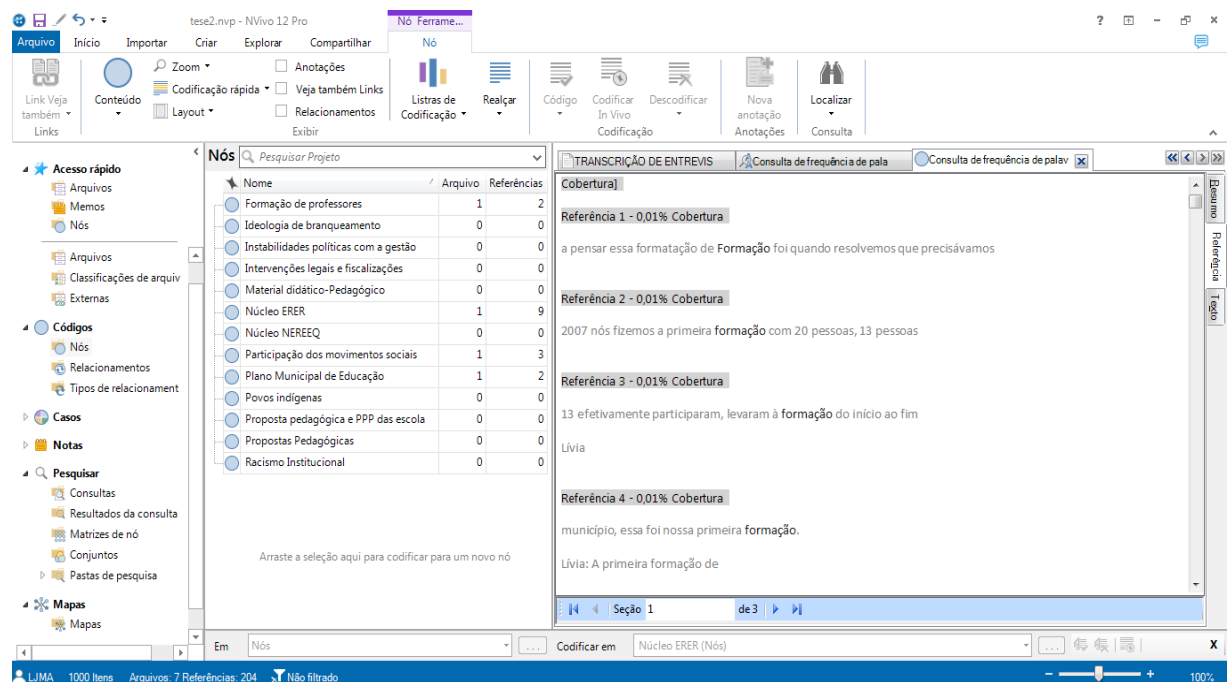 tese2.nvp - NVivo 12 Pro
Nó Ferrame...
Arquivo Início Importar Criar Explorar Compartilhar Nó
Link Veja também
Links
Conteúdo
Zoom
Codificação rápida
Layout
Anotações
Veja também Links
Relacionamentos
Exibir
Listras de Codificação
Realçar
Código
Codificar In Vivo
Descodificar
Codificação
Nova anotação
Anotações
Localizar
Consulta
Acesso rápido
Arquivos
Memos
Nós
Arquivos
Classificações de arquiv
Externas
Códigos
Nós
Relacionamentos
Tipos de relacionament
Casos
Notas
Pesquisar
Consultas
Resultados da consulta
Matrizes de nó
Conjuntos
Pastas de pesquisa
Mapas
Mapas
Nós Pesquisar Projeto
Nome Arquivo Referências
Formação de professores 1 2
Ideologia de branqueamento 0 0
Instabilidades políticas com a gestão 0 0
Intervenções legais e fiscalizações 0 0
Material didático-Pedagógico 0 0
Núcleo ERER 1 9
Núcleo NEREEQ 0 0
Participação dos movimentos sociais 1 3
Plano Municipal de Educação 1 2
Povos indígenas 0 0
Proposta pedagógica e PPP das escola 0 0
Propostas Pedagógicas 0 0
Racismo Institucional 0 0
Arraste a seleção aqui para codificar para um novo nó
TRANSCRIÇÃO DE ENTREVIS Consulta de frequência de pala Consulta de frequência de palav
Cobertura]
Referência 1 - 0,01% Cobertura
a pensar essa formatação de Formação foi quando resolvemos que precisávamos
Referência 2 - 0,01% Cobertura
2007 nós fizemos a primeira formação com 20 pessoas, 13 pessoas
Referência 3 - 0,01% Cobertura
13 efetivamente participaram, levaram à formação do início ao fim
Lívia
Referência 4 - 0,01% Cobertura
município, essa foi nossa primeira formação.
Lívia: A primeira formação de
Resumo
Referência
Texto
Seção 1 de 3
Em Nós ... Codificar em Núcleo ERER (Nós) ... X
LJMA 1000 Itens Arquivos: 7 Referências: 204 Não filtrado 100%